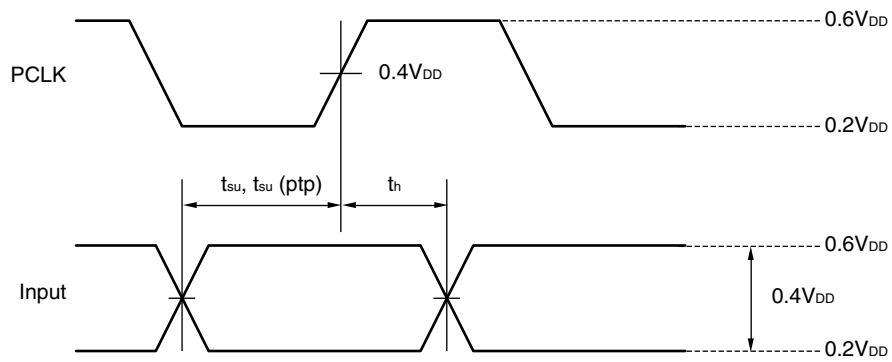 0.6VDD
PCLK
0.4VDD
0.2VDD
tsu, tsu (ptp)
th
0.6VDD
Input
0.4VDD
0.2VDD